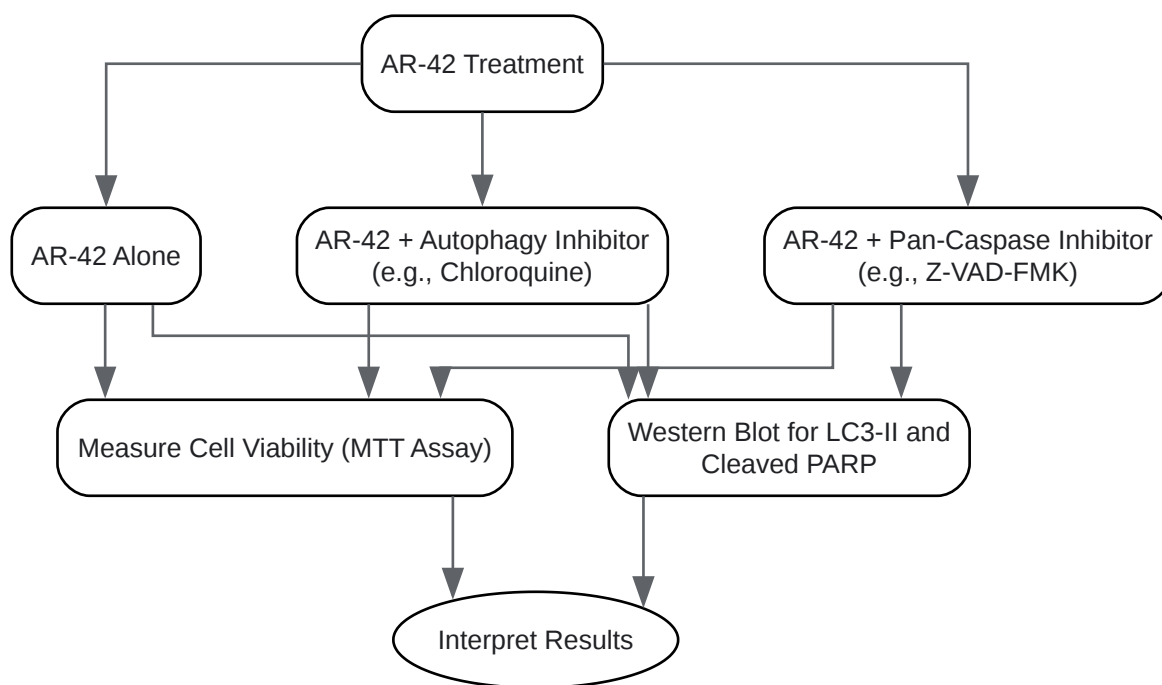 AR-42 Treatment
AR-42 Alone
AR-42 + Autophagy Inhibitor
(e.g., Chloroquine)
AR-42 + Pan-Caspase Inhibitor
(e.g., Z-VAD-FMK)
Measure Cell Viability (MTT Assay)
Western Blot for LC3-II and
Cleaved PARP
Interpret Results